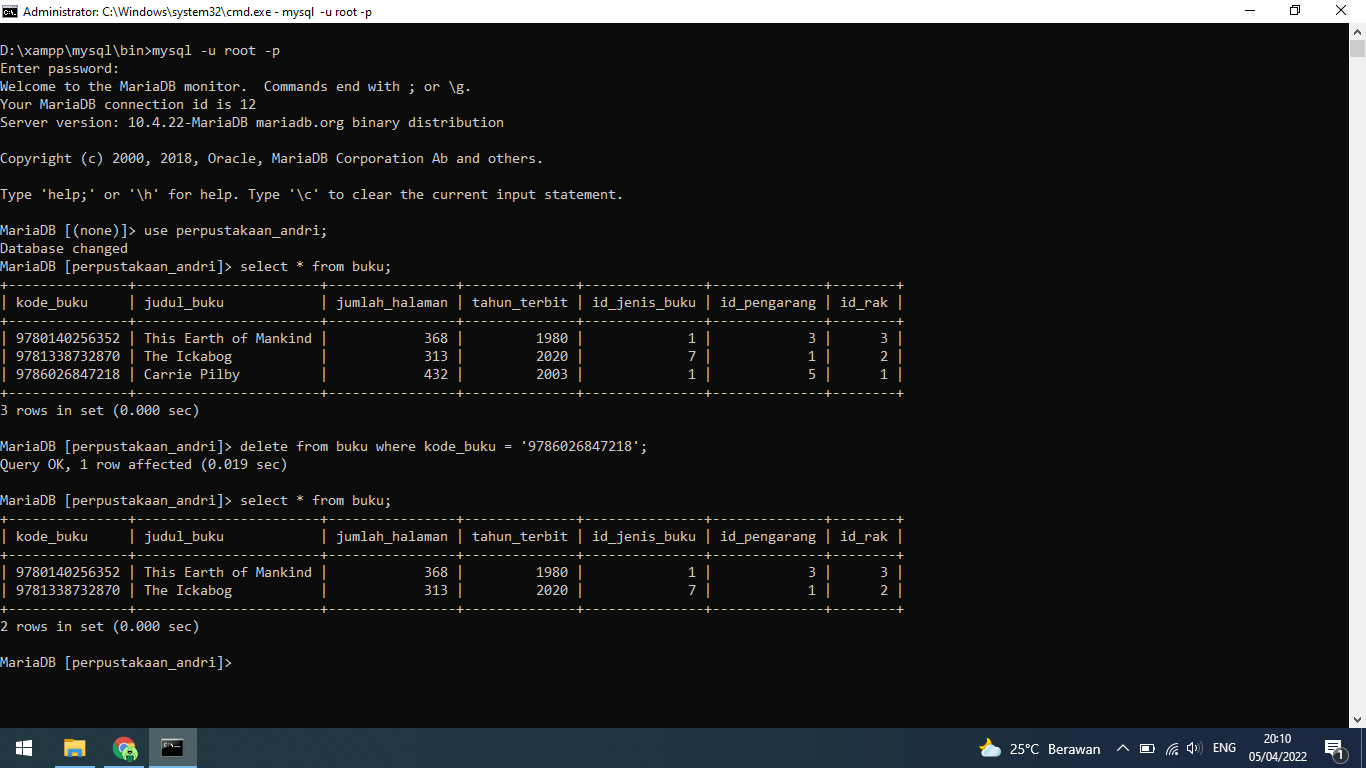 Administrator: C:\Windows\system32\cmd.exe - mysql  -u root -p
D:\xampp\mysql\bin>mysql -u root -p
Enter password:
Welcome to the MariaDB monitor.  Commands end with ; or \g.
Your MariaDB connection id is 12
Server version: 10.4.22-MariaDB mariadb.org binary distribution
Copyright (c) 2000, 2018, Oracle, MariaDB Corporation Ab and others.
Type 'help;' or '\h' for help. Type '\c' to clear the current input statement.
MariaDB [(none)]> use perpustakaan_andri;
Database changed
MariaDB [perpustakaan_andri]> select * from buku;
+---------------+-----------------------+----------------+--------------+---------------+--------------+--------+
| kode_buku     | judul_buku            | jumlah_halaman | tahun_terbit | id_jenis_buku | id_pengarang | id_rak |
+---------------+-----------------------+----------------+--------------+---------------+--------------+--------+
| 9780140256352 | This Earth of Mankind |            368 |         1980 |             1 |            3 |      3 |
| 9781338732870 | The Ickabog           |            313 |         2020 |             7 |            1 |      2 |
| 9786026847218 | Carrie Pilby          |            432 |         2003 |             1 |            5 |      1 |
+---------------+-----------------------+----------------+--------------+---------------+--------------+--------+
3 rows in set (0.000 sec)
MariaDB [perpustakaan_andri]> delete from buku where kode_buku = '9786026847218';
Query OK, 1 row affected (0.019 sec)
MariaDB [perpustakaan_andri]> select * from buku;
+---------------+-----------------------+----------------+--------------+---------------+--------------+--------+
| kode_buku     | judul_buku            | jumlah_halaman | tahun_terbit | id_jenis_buku | id_pengarang | id_rak |
+---------------+-----------------------+----------------+--------------+---------------+--------------+--------+
| 9780140256352 | This Earth of Mankind |            368 |         1980 |             1 |            3 |      3 |
| 9781338732870 | The Ickabog           |            313 |         2020 |             7 |            1 |      2 |
+---------------+-----------------------+----------------+--------------+---------------+--------------+--------+
2 rows in set (0.000 sec)
MariaDB [perpustakaan_andri]>
25°C  Berawan
ENG
20:10
05/04/2022
1